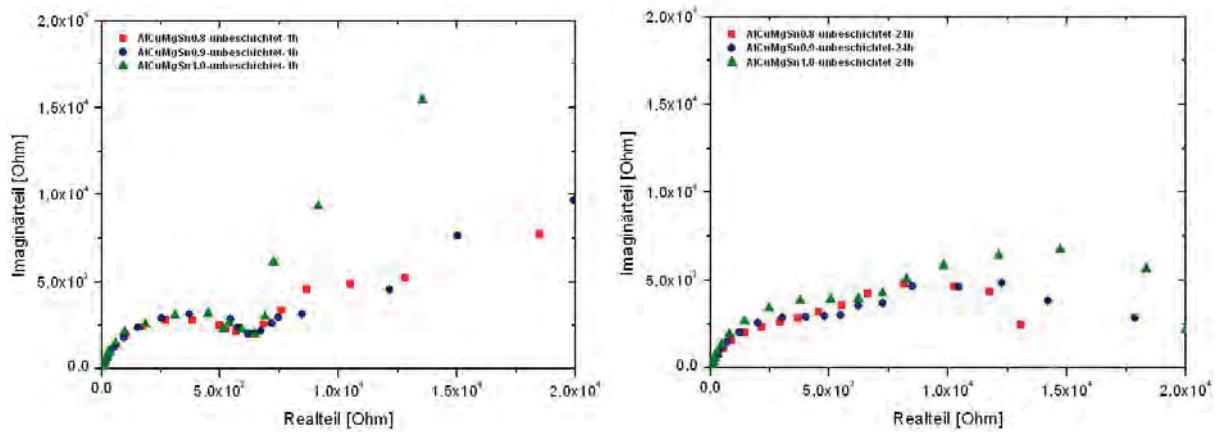 2.0x10⁴
1.5x10⁴
1.0x10⁴
5.0x10³
0.0
Imaginärteil [Ohm]
AlCuMgSn0.8-unbeschichtet-1h
AlCuMgSn0.9-unbeschichtet-1h
AlCuMgSn1.0-unbeschichtet-1h
0.0 5.0x10³ 1.0x10⁴ 1.5x10⁴ 2.0x10⁴
Realteil [Ohm]
2.0x10⁴
1.5x10⁴
1.0x10⁴
5.0x10³
0.0
Imaginärteil [Ohm]
AlCuMgSn0.8-unbeschichtet-24h
AlCuMgSn0.9-unbeschichtet-24h
AlCuMgSn1.0-unbeschichtet-24h
0.0 5.0x10³ 1.0x10⁴ 1.5x10⁴ 2.0x10⁴
Realteil [Ohm]